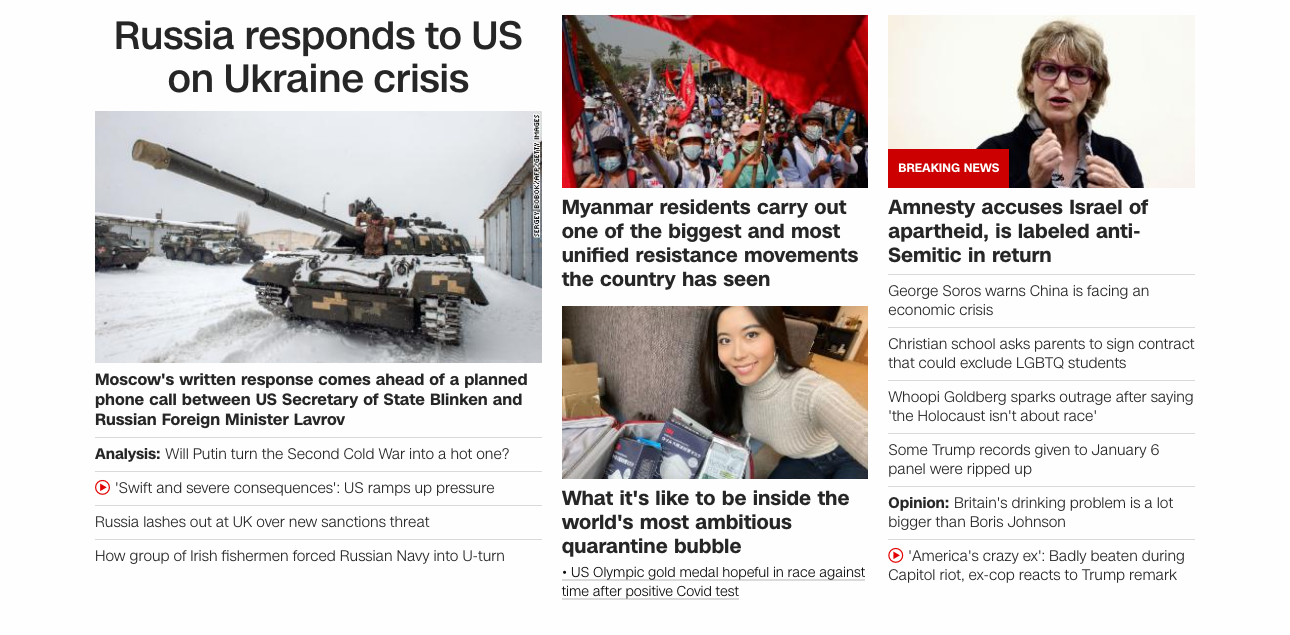 Russia responds to US
on Ukraine crisis
SERGEY BOBOK/AFP/GETTY IMAGES
Moscow's written response comes ahead of a planned
phone call between US Secretary of State Blinken and
Russian Foreign Minister Lavrov
Analysis: Will Putin turn the Second Cold War into a hot one?
'Swift and severe consequences': US ramps up pressure
Russia lashes out at UK over new sanctions threat
How group of Irish fishermen forced Russian Navy into U-turn
Myanmar residents carry out
one of the biggest and most
unified resistance movements
the country has seen
What it's like to be inside the
world's most ambitious
quarantine bubble
• US Olympic gold medal hopeful in race against
time after positive Covid test
BREAKING NEWS
Amnesty accuses Israel of
apartheid, is labeled anti-
Semitic in return
George Soros warns China is facing an
economic crisis
Christian school asks parents to sign contract
that could exclude LGBTQ students
Whoopi Goldberg sparks outrage after saying
'the Holocaust isn't about race'
Some Trump records given to January 6
panel were ripped up
Opinion: Britain's drinking problem is a lot
bigger than Boris Johnson
'America's crazy ex': Badly beaten during
Capitol riot, ex-cop reacts to Trump remark